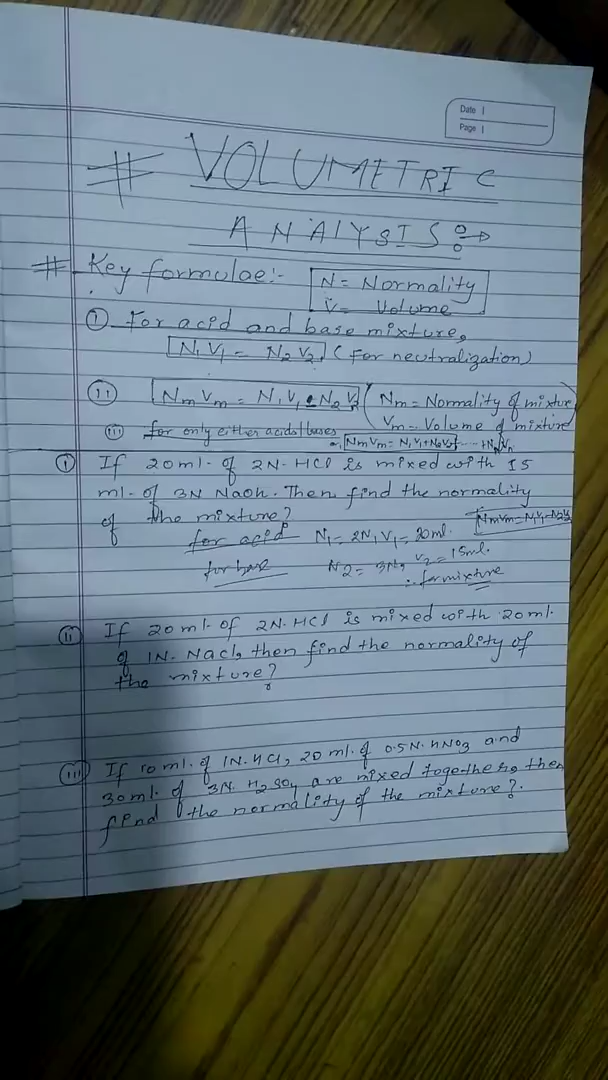 Date |
Page |
# VOLUMETRIC
ANALYSIS:→
# Key formulae:-
N = Normality
V = Volume
(i) For acid and base mixture,
N₁V₁ = N₂V₂ (For neutralization)
(ii) NmVm = N₁V₁ - N₂V₂ (Nm = Normality of mixture
Vm = Volume of mixture)
(iii) for only either acids/bases
NmVm = N₁V₁+N₂V₂+ ---- +NnVn
(i) If 20ml. of 2N. HCl is mixed with 15
ml. of 3N NaOh. Then find the normality
of the mixture?
NmVm = N₁V₁-N₂V₂
for acid N₁ = 2N, V₁ = 20ml.
for base N2 = 3N, V₂ = 15ml.
∴ for mixture
(ii) If 20ml. of 2N. HCl is mixed with 20ml.
of 1N. NaCl, then find the normality of
the mixture?
(iii) If 10ml. of 1N. HCl, 20ml. of 0.5N. HNO₃ and
30ml. of 3N. H₂SO₄ are mixed together, then
find the normality of the mixture?